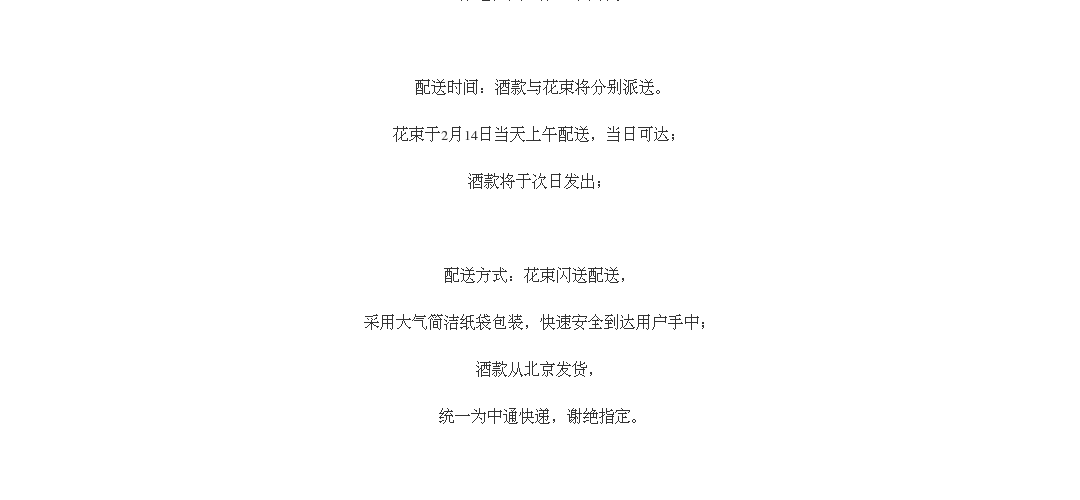 配送时间：酒款与花束将分别派送。
花束于2月14日当天上午配送，当日可达；
酒款将于次日发出；
配送方式：花束闪送配送，
采用大气简洁纸袋包装，快速安全到达用户手中；
酒款从北京发货，
统一为中通快递，谢绝指定。